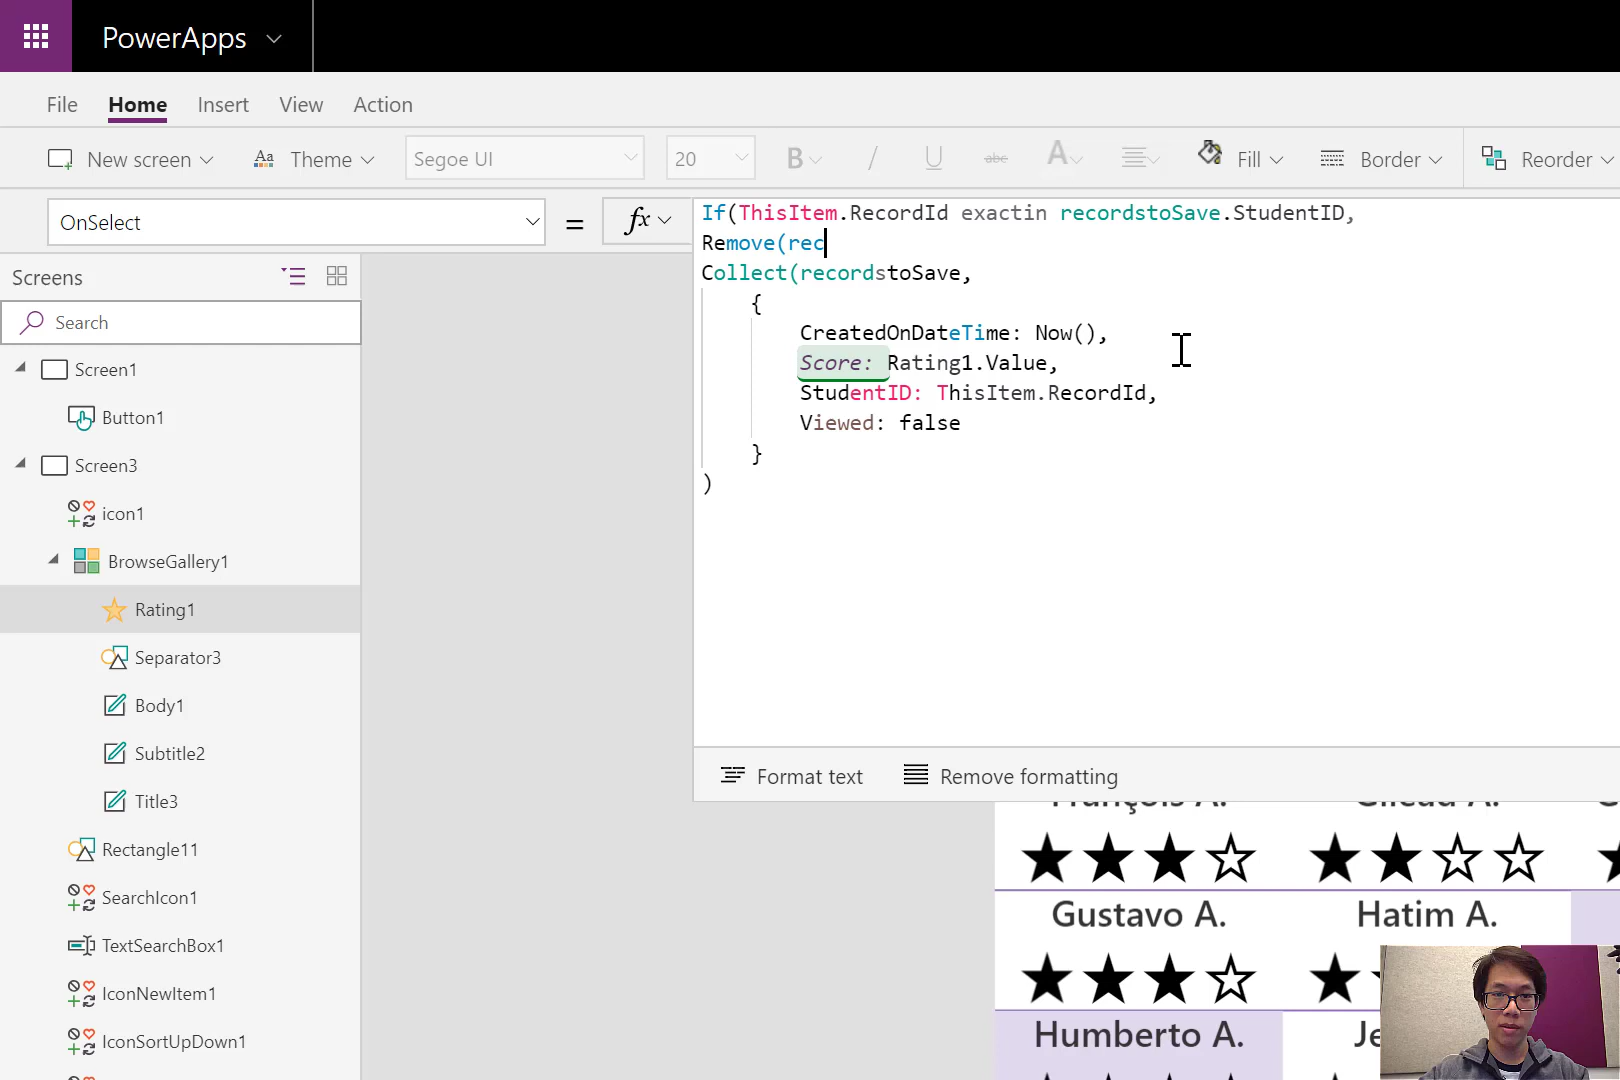 PowerApps
File Home Insert View Action
New screen Aa Theme Segoe UI 20 B / U abc A Fill Border Reorder
OnSelect = fx
If(ThisItem.RecordId exactin recordstoSave.StudentID,
Remove(rec
Collect(recordstoSave,
{
CreatedOnDateTime: Now(),
Score: Rating1.Value,
StudentID: ThisItem.RecordId,
Viewed: false
}
)
Format text Remove formatting
Screens
Search
Screen1
Button1
Screen3
icon1
BrowseGallery1
Rating1
Separator3
Body1
Subtitle2
Title3
Rectangle11
SearchIcon1
TextSearchBox1
IconNewItem1
IconSortUpDown1
François A.
Gustavo A. Hatim A.
Humberto A.